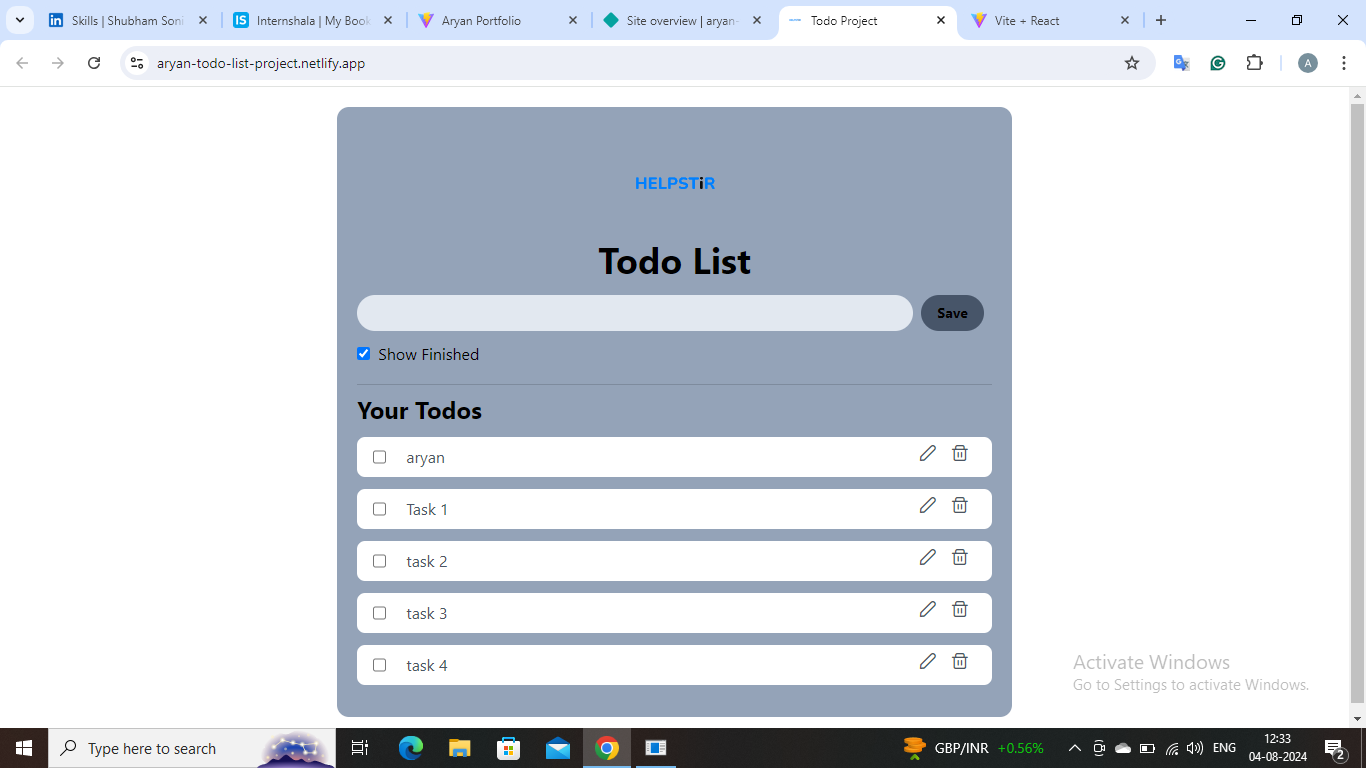 Skills | Shubham Soni
Internshala | My Book
Aryan Portfolio
Site overview | aryan-
Todo Project
Vite + React
aryan-todo-list-project.netlify.app
A
HELPSTiR
Todo List
Save
Show Finished
Your Todos
aryan
Task 1
task 2
task 3
task 4
Activate Windows
Go to Settings to activate Windows.
Type here to search
GBP/INR +0.56%
ENG
12:33
04-08-2024
2